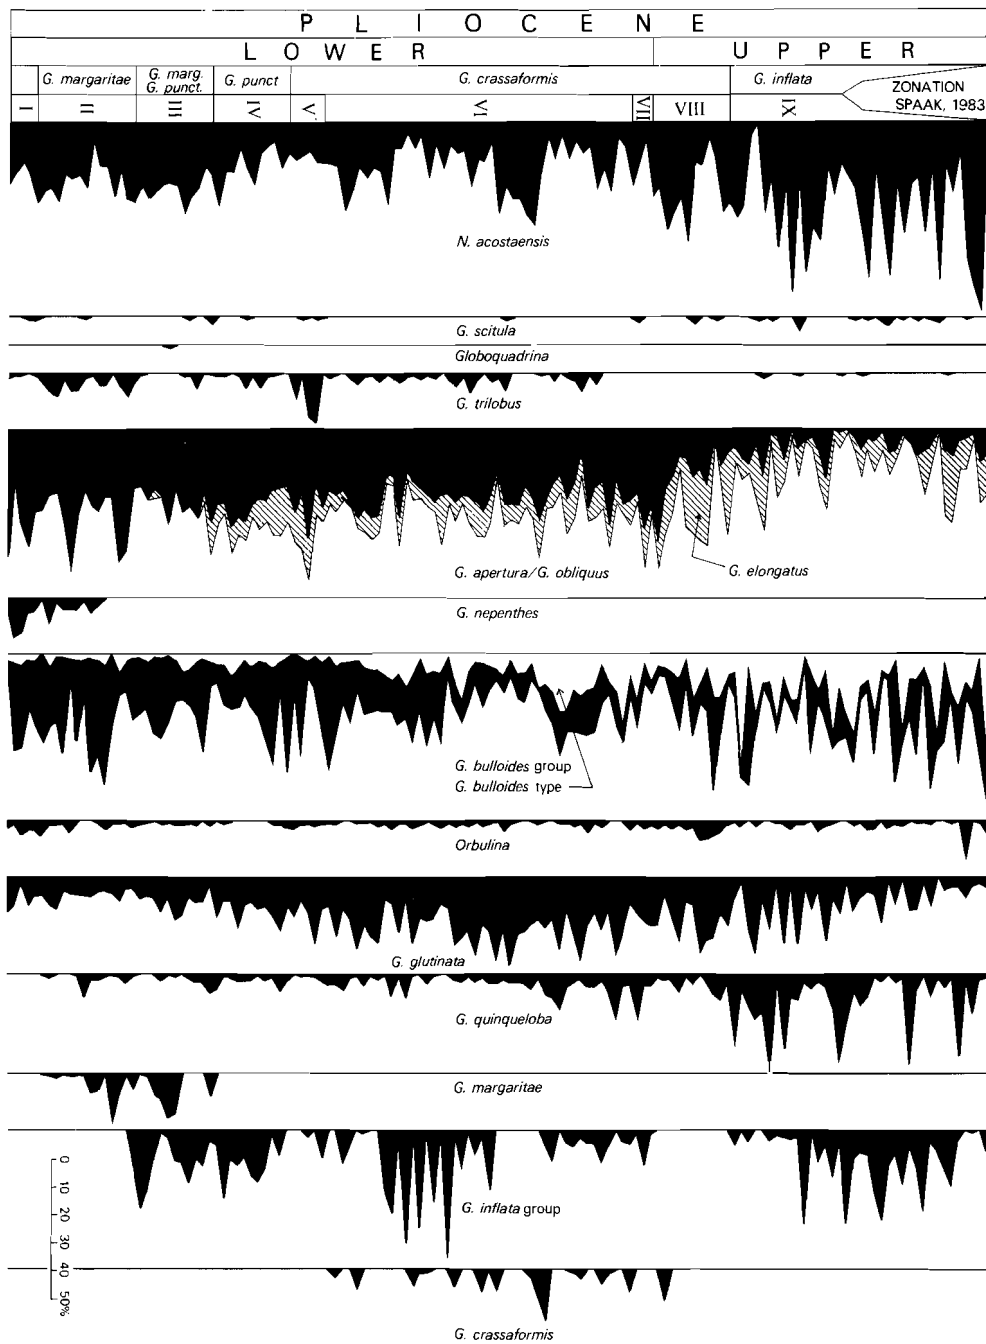 P L I O C E N E
L O W E R
U P P E R
G. margaritae
G. marg.
G. punct.
G. punct
G. crassaformis
G. inflata
ZONATION
SPAAK, 1983
I
II
III
IV
V
VI
VII
VIII
IX
N. acostaensis
G. scitula
Globoquadrina
G. trilobus
G. apertura/G. obliquus
G. elongatus
G. nepenthes
G. bulloides group
G. bulloides type
Orbulina
G. glutinata
G. quinqueloba
G. margaritae
0
10
20
30
40
50%
G. inflata group
G. crassaformis